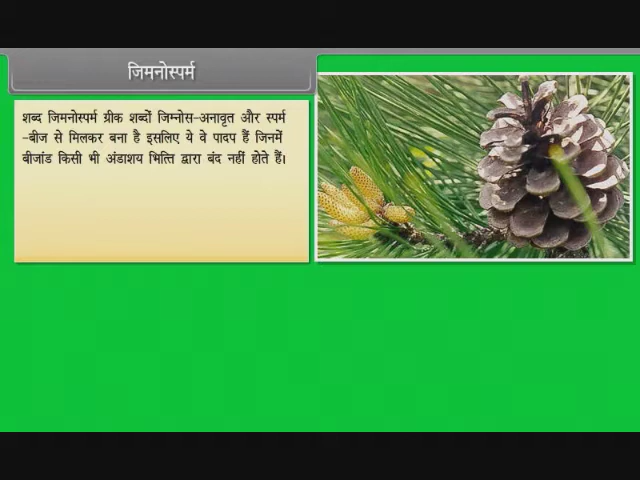 जिमनोस्पर्म
शब्द जिमनोस्पर्म ग्रीक शब्दों जिम्नोस-अनावृत और स्पर्म
-बीज से मिलकर बना है इसलिए ये वे पादप हैं जिनमें
बीजांड किसी भी अंडाशय भित्ति द्वारा बंद नहीं होते हैं।